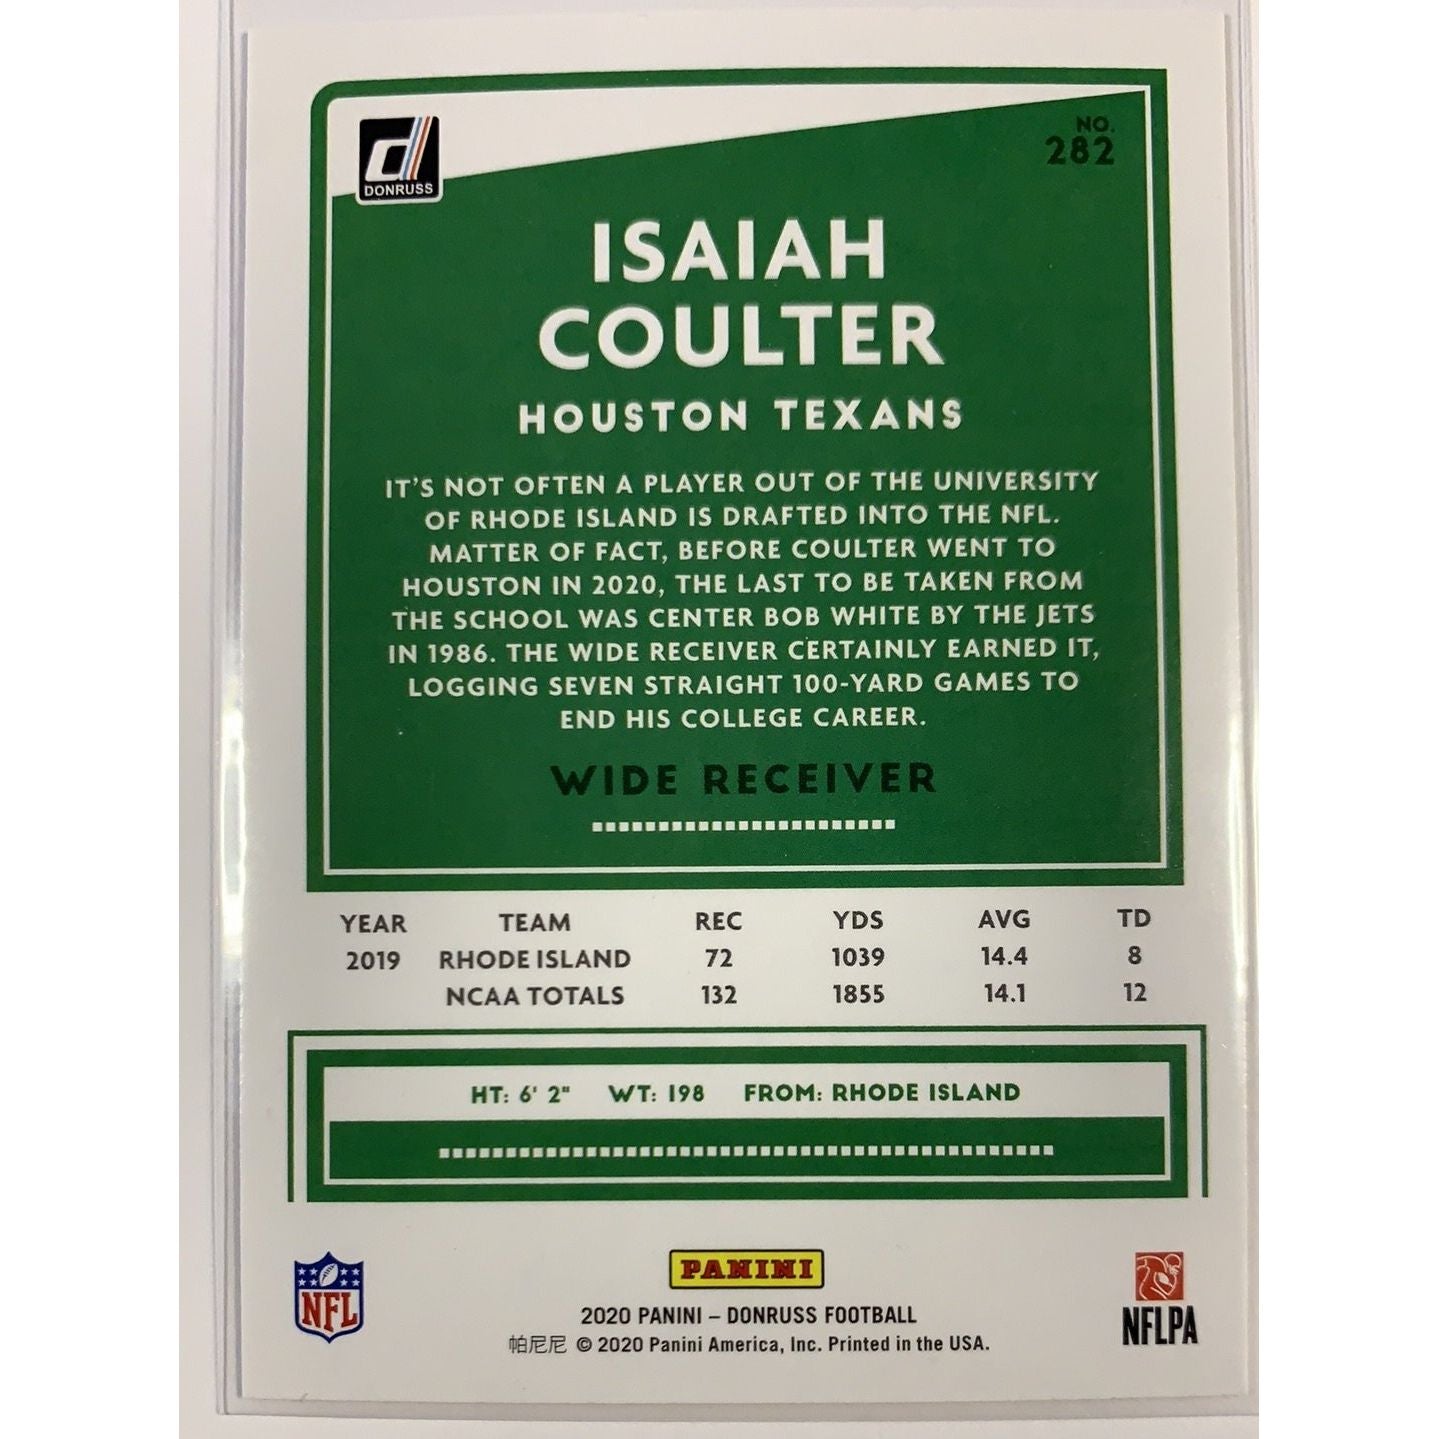 DONRUSS
NO.
282
ISAIAH
COULTER
HOUSTON TEXANS
IT'S NOT OFTEN A PLAYER OUT OF THE UNIVERSITY
OF RHODE ISLAND IS DRAFTED INTO THE NFL.
MATTER OF FACT, BEFORE COULTER WENT TO
HOUSTON IN 2020, THE LAST TO BE TAKEN FROM
THE SCHOOL WAS CENTER BOB WHITE BY THE JETS
IN 1986. THE WIDE RECEIVER CERTAINLY EARNED IT,
LOGGING SEVEN STRAIGHT 100-YARD GAMES TO
END HIS COLLEGE CAREER.
WIDE RECEIVER
YEAR TEAM REC YDS AVG TD
2019 RHODE ISLAND 72 1039 14.4 8
NCAA TOTALS 132 1855 14.1 12
HT: 6' 2" WT: 198 FROM: RHODE ISLAND
NFL
PANINI
NFLPA
2020 PANINI – DONRUSS FOOTBALL
帕尼尼 © 2020 Panini America, Inc. Printed in the USA.